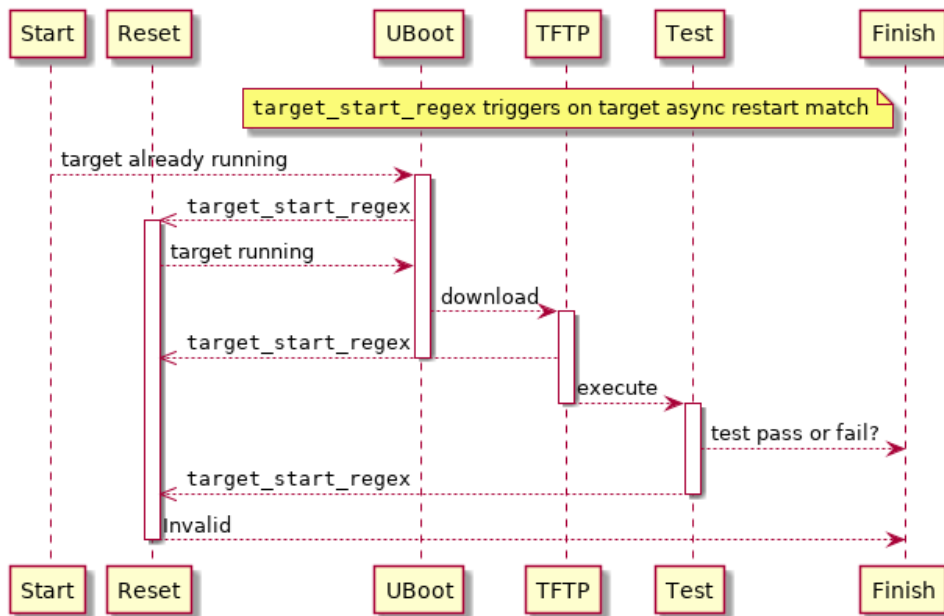 Start Reset UBoot TFTP Test Finish
target_start_regex triggers on target async restart match
target already running
target_start_regex
target running
download
target_start_regex
execute
test pass or fail?
target_start_regex
Invalid
Start Reset UBoot TFTP Test Finish